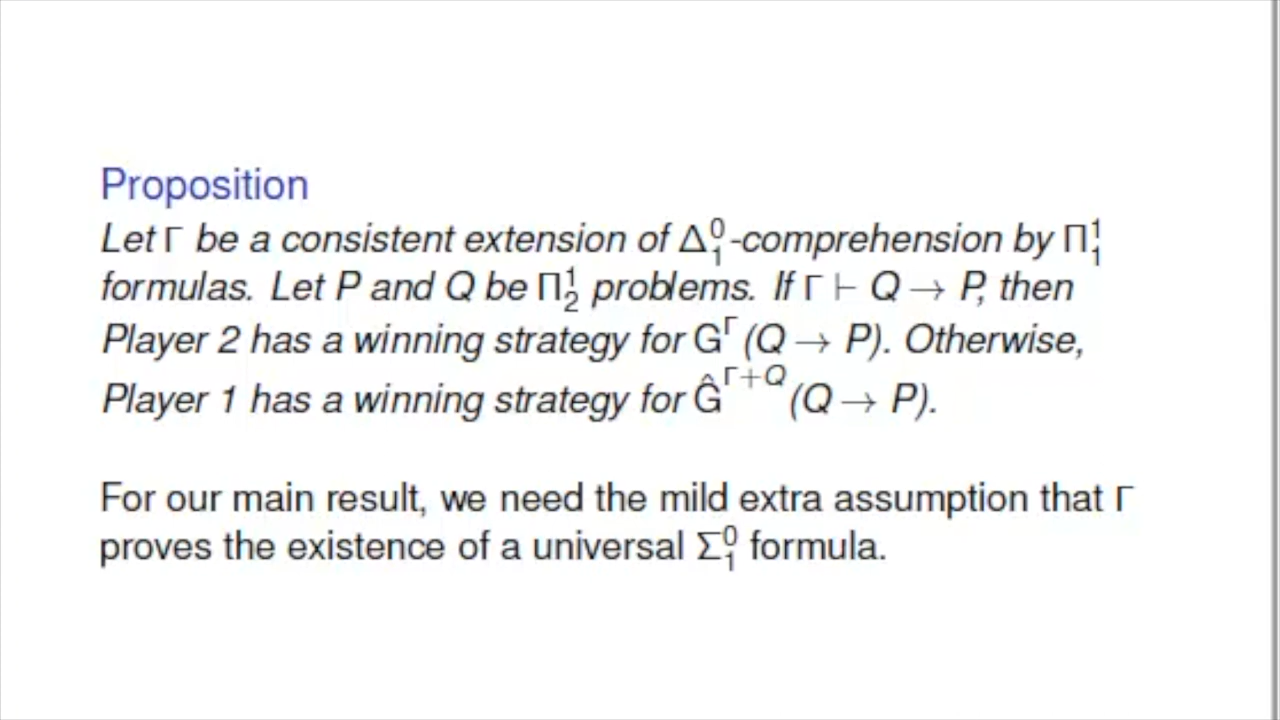 Proposition
Let Γ be a consistent extension of Δ⁰₁-comprehension by Π¹₁
formulas. Let P and Q be Π¹₂ problems. If Γ ⊢ Q → P, then
Player 2 has a winning strategy for G^Γ(Q → P). Otherwise,
Player 1 has a winning strategy for Ĝ^{Γ+Q}(Q → P).
For our main result, we need the mild extra assumption that Γ
proves the existence of a universal Σ⁰₁ formula.